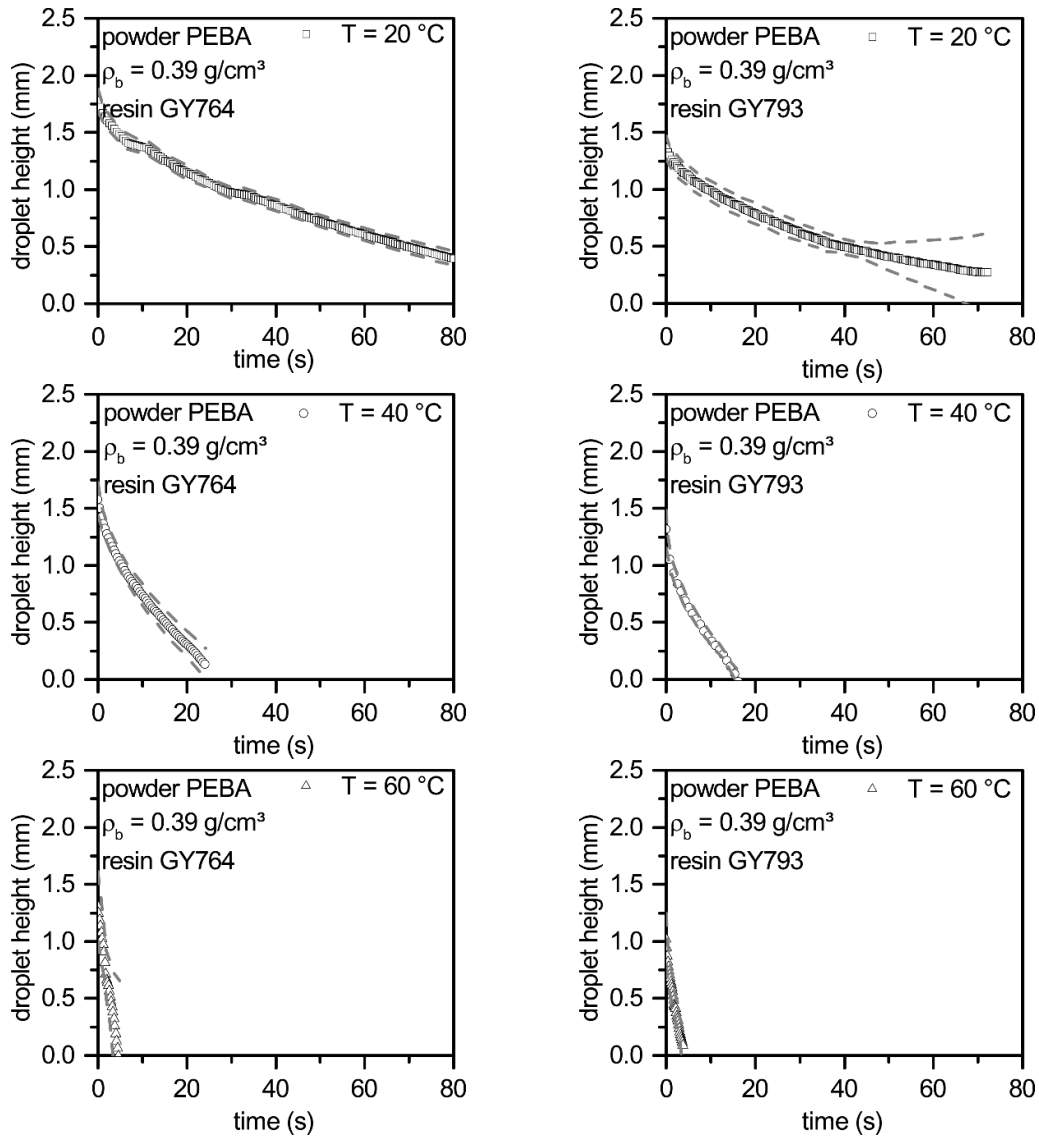 2.5
powder PEBA □ T = 20 °C
ρb = 0.39 g/cm³
resin GY764
2.0
1.5
1.0
0.5
0.0
droplet height (mm)
0 20 40 60 80
time (s)
2.5
powder PEBA □ T = 20 °C
ρb = 0.39 g/cm³
resin GY793
2.0
1.5
1.0
0.5
0.0
droplet height (mm)
0 20 40 60 80
time (s)
2.5
powder PEBA ○ T = 40 °C
ρb = 0.39 g/cm³
resin GY764
2.0
1.5
1.0
0.5
0.0
droplet height (mm)
0 20 40 60 80
time (s)
2.5
powder PEBA ○ T = 40 °C
ρb = 0.39 g/cm³
resin GY793
2.0
1.5
1.0
0.5
0.0
droplet height (mm)
0 20 40 60 80
time (s)
2.5
powder PEBA △ T = 60 °C
ρb = 0.39 g/cm³
resin GY764
2.0
1.5
1.0
0.5
0.0
droplet height (mm)
0 20 40 60 80
time (s)
2.5
powder PEBA △ T = 60 °C
ρb = 0.39 g/cm³
resin GY793
2.0
1.5
1.0
0.5
0.0
droplet height (mm)
0 20 40 60 80
time (s)